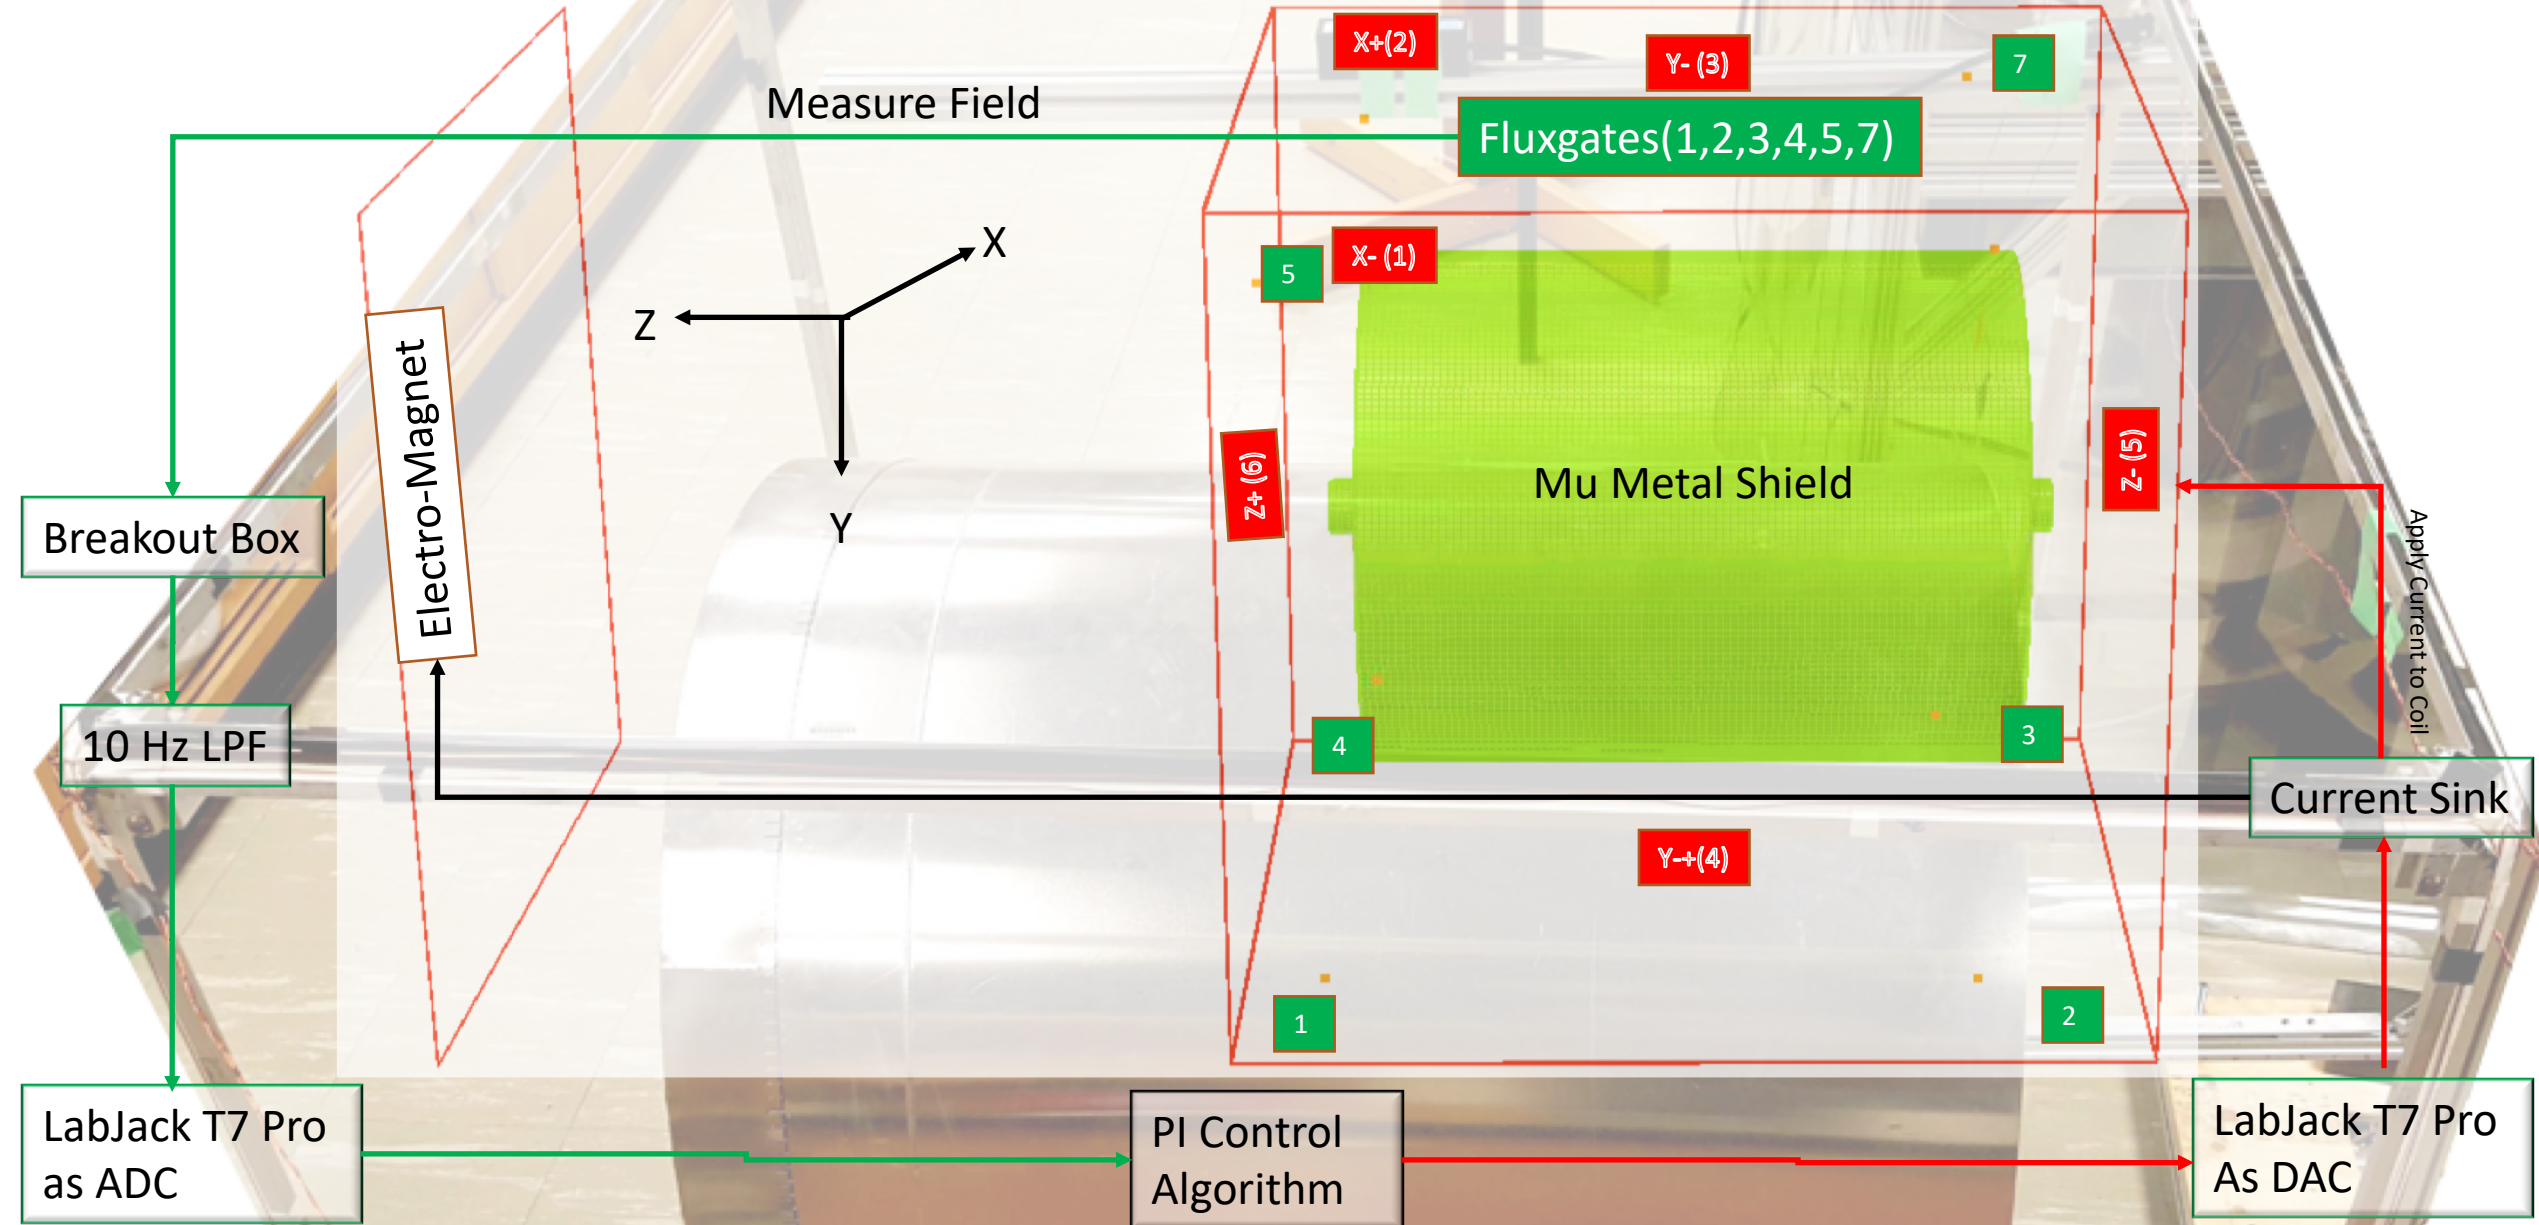 X+(2)
Y- (3)
7
Measure Field
Fluxgates(1,2,3,4,5,7)
X
5
X- (1)
Z
Electro-Magnet
Z+ (6)
Mu Metal Shield
Z- (5)
Y
Breakout Box
Apply Current to Coil
10 Hz LPF
4
3
Current Sink
Y-+(4)
1
2
LabJack T7 Pro
as ADC
PI Control
Algorithm
LabJack T7 Pro
As DAC